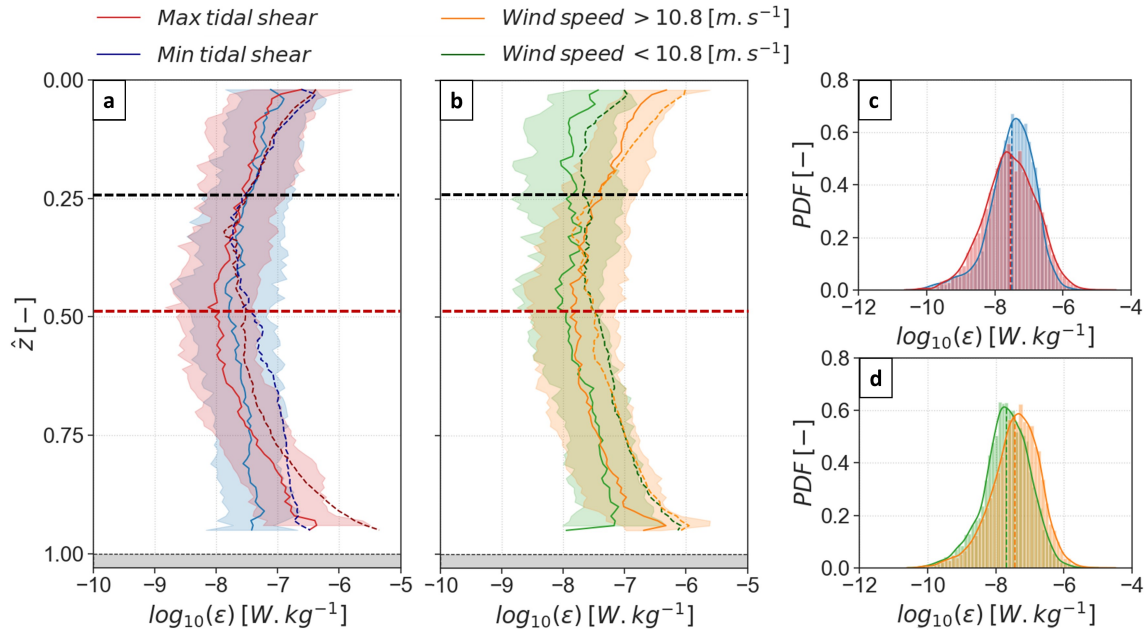 Max tidal shear
Min tidal shear
Wind speed > 10.8 [m.s⁻¹]
Wind speed < 10.8 [m.s⁻¹]
a
0.00
0.25
0.50
0.75
1.00
ẑ [−]
−10 −9 −8 −7 −6 −5
log₁₀(ε) [W.kg⁻¹]
b
−10 −9 −8 −7 −6 −5
log₁₀(ε) [W.kg⁻¹]
c
0.8
0.6
0.4
0.2
0.0
PDF [−]
−12 −10 −8 −6 −4
log₁₀(ε) [W.kg⁻¹]
d
0.8
0.6
0.4
0.2
0.0
PDF [−]
−12 −10 −8 −6 −4
log₁₀(ε) [W.kg⁻¹]